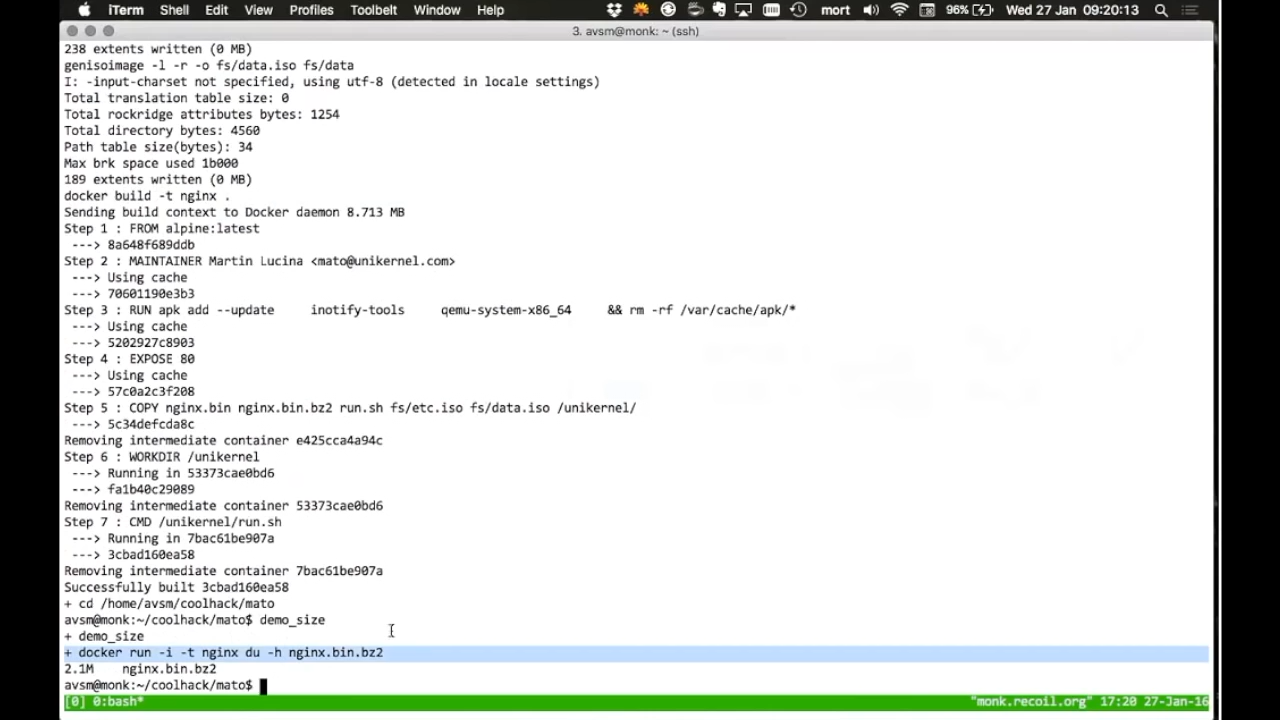 iTerm Shell Edit View Profiles Toolbelt Window Help mort 96% Wed 27 Jan 09:20:13
3. avsm@monk: ~ (ssh)
238 extents written (0 MB)
genisoimage -l -r -o fs/data.iso fs/data
I: -input-charset not specified, using utf-8 (detected in locale settings)
Total translation table size: 0
Total rockridge attributes bytes: 1254
Total directory bytes: 4560
Path table size(bytes): 34
Max brk space used 1b000
189 extents written (0 MB)
docker build -t nginx .
Sending build context to Docker daemon 8.713 MB
Step 1 : FROM alpine:latest
---> 8a648f689ddb
Step 2 : MAINTAINER Martin Lucina <mato@unikernel.com>
---> Using cache
---> 70601190e3b3
Step 3 : RUN apk add --update     inotify-tools     qemu-system-x86_64     && rm -rf /var/cache/apk/*
---> Using cache
---> 5202927c8903
Step 4 : EXPOSE 80
---> Using cache
---> 57c0a2c3f208
Step 5 : COPY nginx.bin nginx.bin.bz2 run.sh fs/etc.iso fs/data.iso /unikernel/
---> 5c34defcda8c
Removing intermediate container e425cca4a94c
Step 6 : WORKDIR /unikernel
---> Running in 53373cae0bd6
---> fa1b40c29089
Removing intermediate container 53373cae0bd6
Step 7 : CMD /unikernel/run.sh
---> Running in 7bac61be907a
---> 3cbad160ea58
Removing intermediate container 7bac61be907a
Successfully built 3cbad160ea58
+ cd /home/avsm/coolhack/mato
avsm@monk:~/coolhack/mato$ demo_size
+ demo_size
+ docker run -i -t nginx du -h nginx.bin.bz2
2.1M    nginx.bin.bz2
avsm@monk:~/coolhack/mato$
[0] 0:bash* "monk.recoil.org" 17:20 27-Jan-16